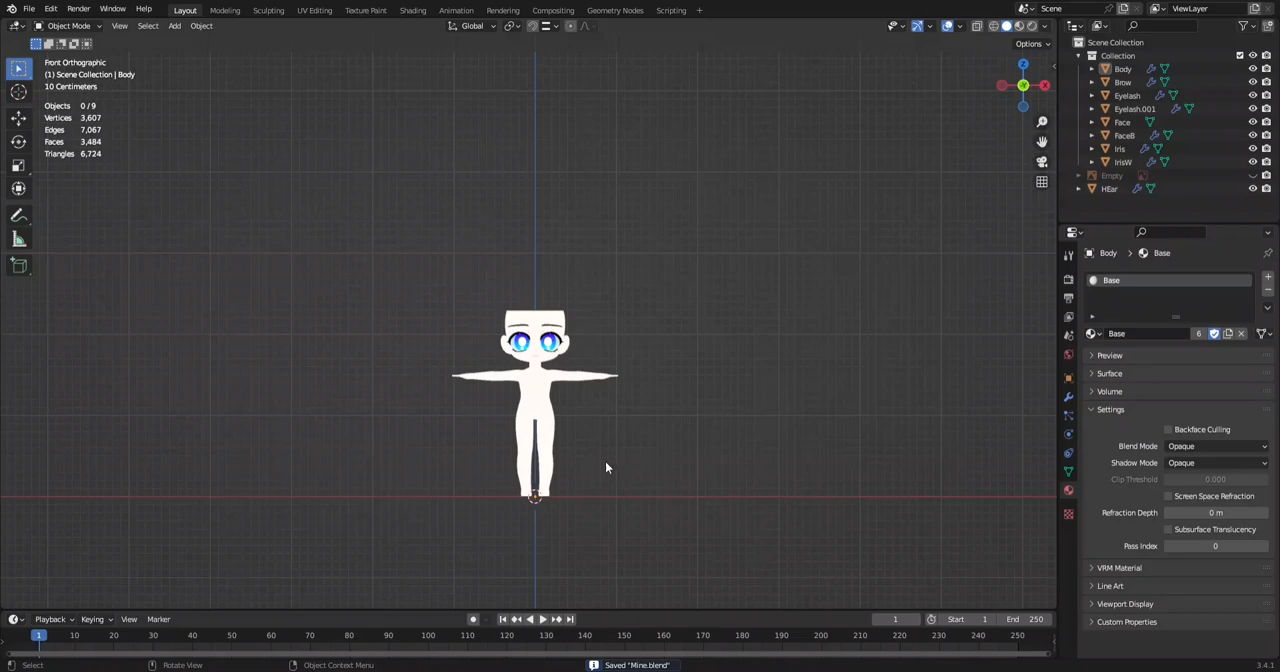 File Edit Render Window Help Layout Modeling Sculpting UV Editing Texture Paint Shading Animation Rendering Compositing Geometry Nodes Scripting + Scene ViewLayer
Object Mode View Select Add Object Global
Options
Front Orthographic
(1) Scene Collection | Body
10 Centimeters
Objects 0/9
Vertices 3,607
Edges 7,067
Faces 3,484
Triangles 6,724
Z
Scene Collection
Collection
Body
Brow
Eyelash
Eyelash.001
Face
FaceB
Iris
IrisW
Empty
HEar
Body > Base
Base
Base 6
Preview
Surface
Volume
Settings
Backface Culling
Blend Mode Opaque
Shadow Mode Opaque
Clip Threshold 0.000
Screen Space Refraction
Refraction Depth 0 m
Subsurface Translucency
Pass Index 0
VRM Material
Line Art
Viewport Display
Custom Properties
Playback Keying View Marker 1 Start 1 End 250
1 10 20 30 40 50 60 70 80 90 100 110 120 130 140 150 160 170 180 190 200 210 220 230 240 250
Select Rotate View Object Context Menu Saved "Mine.blend" 3.4.1